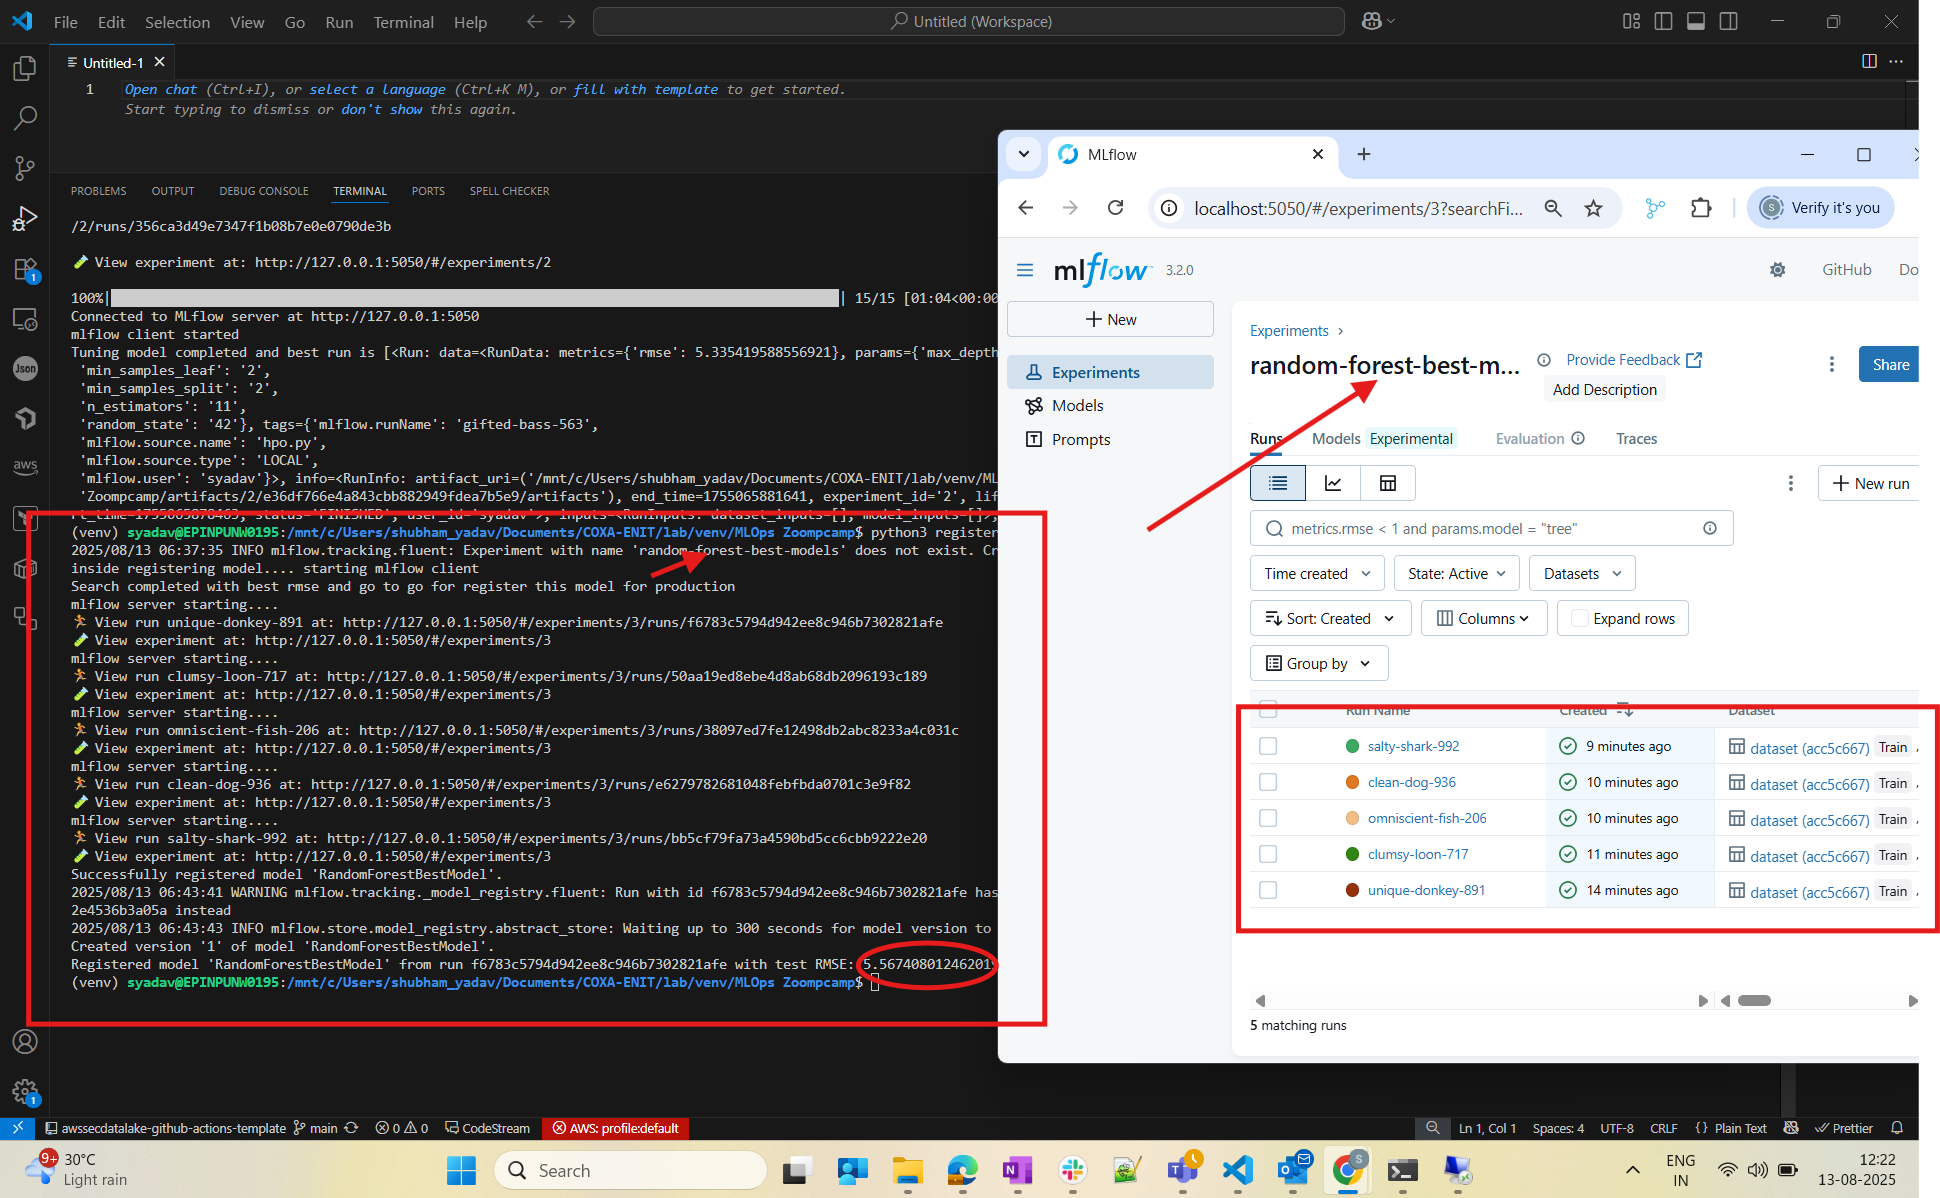 File Edit Selection View Go Run Terminal Help
Untitled (Workspace)
Untitled-1
1
Open chat (Ctrl+I), or select a language (Ctrl+K M), or fill with template to get started.
Start typing to dismiss or don't show this again.
PROBLEMS OUTPUT DEBUG CONSOLE TERMINAL PORTS SPELL CHECKER
/2/runs/356ca3d49e7347f1b08b7e0e0790de3b
View experiment at: http://127.0.0.1:5050/#/experiments/2
100%| | 15/15 [01:04<00:00
Connected to MLflow server at http://127.0.0.1:5050
mlflow client started
Tuning model completed and best run is [<Run: data=<RunData: metrics={'rmse': 5.335419588556921}, params={'max_depth
'min_samples_leaf': '2',
'min_samples_split': '2',
'n_estimators': '11',
'random_state': '42'}, tags={'mlflow.runName': 'gifted-bass-563',
'mlflow.source.name': 'hpo.py',
'mlflow.source.type': 'LOCAL',
'mlflow.user': 'syadav'}>, info=<RunInfo: artifact_uri=('/mnt/c/Users/shubham_yadav/Documents/COXA-ENIT/lab/venv/ML
'Zoompcamp/artifacts/2/e36df766e4a843cbb882949fdea7b5e9/artifacts'), end_time=1755065881641, experiment_id='2', lif
status='FINISHED', user_id='syadav'>, inputs=<RunInputs: dataset_inputs=[], model_inputs=[]>,
(venv) syadav@EPINPUNW0195:/mnt/c/Users/shubham_yadav/Documents/COXA-ENIT/lab/venv/MLOps Zoompcamp$ python3 register
2025/08/13 06:37:35 INFO mlflow.tracking.fluent: Experiment with name 'random-forest-best-models' does not exist. Cr
inside registering model.... starting mlflow client
Search completed with best rmse and go to go for register this model for production
mlflow server starting....
View run unique-donkey-891 at: http://127.0.0.1:5050/#/experiments/3/runs/f6783c5794d942ee8c946b7302821afe
View experiment at: http://127.0.0.1:5050/#/experiments/3
mlflow server starting....
View run clumsy-loon-717 at: http://127.0.0.1:5050/#/experiments/3/runs/50aa19ed8ebe4d8ab68db2096193c189
View experiment at: http://127.0.0.1:5050/#/experiments/3
mlflow server starting....
View run omniscient-fish-206 at: http://127.0.0.1:5050/#/experiments/3/runs/38097ed7fe12498db2abc8233a4c031c
View experiment at: http://127.0.0.1:5050/#/experiments/3
mlflow server starting....
View run clean-dog-936 at: http://127.0.0.1:5050/#/experiments/3/runs/e6279782681048febfbda0701c3e9f82
View experiment at: http://127.0.0.1:5050/#/experiments/3
mlflow server starting....
View run salty-shark-992 at: http://127.0.0.1:5050/#/experiments/3/runs/bb5cf79fa73a4590bd5cc6cbb9222e20
View experiment at: http://127.0.0.1:5050/#/experiments/3
Successfully registered model 'RandomForestBestModel'.
2025/08/13 06:43:41 WARNING mlflow.tracking._model_registry.fluent: Run with id f6783c5794d942ee8c946b7302821afe has
2e4536b3a05a instead
2025/08/13 06:43:43 INFO mlflow.store.model_registry.abstract_store: Waiting up to 300 seconds for model version to
Created version '1' of model 'RandomForestBestModel'.
Registered model 'RandomForestBestModel' from run f6783c5794d942ee8c946b7302821afe with test RMSE: 5.567408012462019
(venv) syadav@EPINPUNW0195:/mnt/c/Users/shubham_yadav/Documents/COXA-ENIT/lab/venv/MLOps Zoompcamp$
Json
aws
1
1
MLflow
localhost:5050/#/experiments/3?searchFi...
S Verify it's you
mlflow 3.2.0
GitHub Do
New
Experiments
Models
Prompts
Experiments
random-forest-best-m...
Provide Feedback
Add Description
Share
Runs Models Experimental Evaluation Traces
New run
metrics.rmse < 1 and params.model = "tree"
Time created State: Active Datasets
Sort: Created Columns Expand rows
Group by
Run Name Created Dataset
salty-shark-992 9 minutes ago dataset (acc5c667) Train
clean-dog-936 10 minutes ago dataset (acc5c667) Train
omniscient-fish-206 10 minutes ago dataset (acc5c667) Train
clumsy-loon-717 11 minutes ago dataset (acc5c667) Train
unique-donkey-891 14 minutes ago dataset (acc5c667) Train
5 matching runs
awssecdatalake-github-actions-template main 0 0 CodeStream AWS: profile:default
Ln 1, Col 1 Spaces: 4 UTF-8 CRLF {} Plain Text Prettier
9+
30°C
Light rain
Search
ENG
IN
12:22
13-08-2025